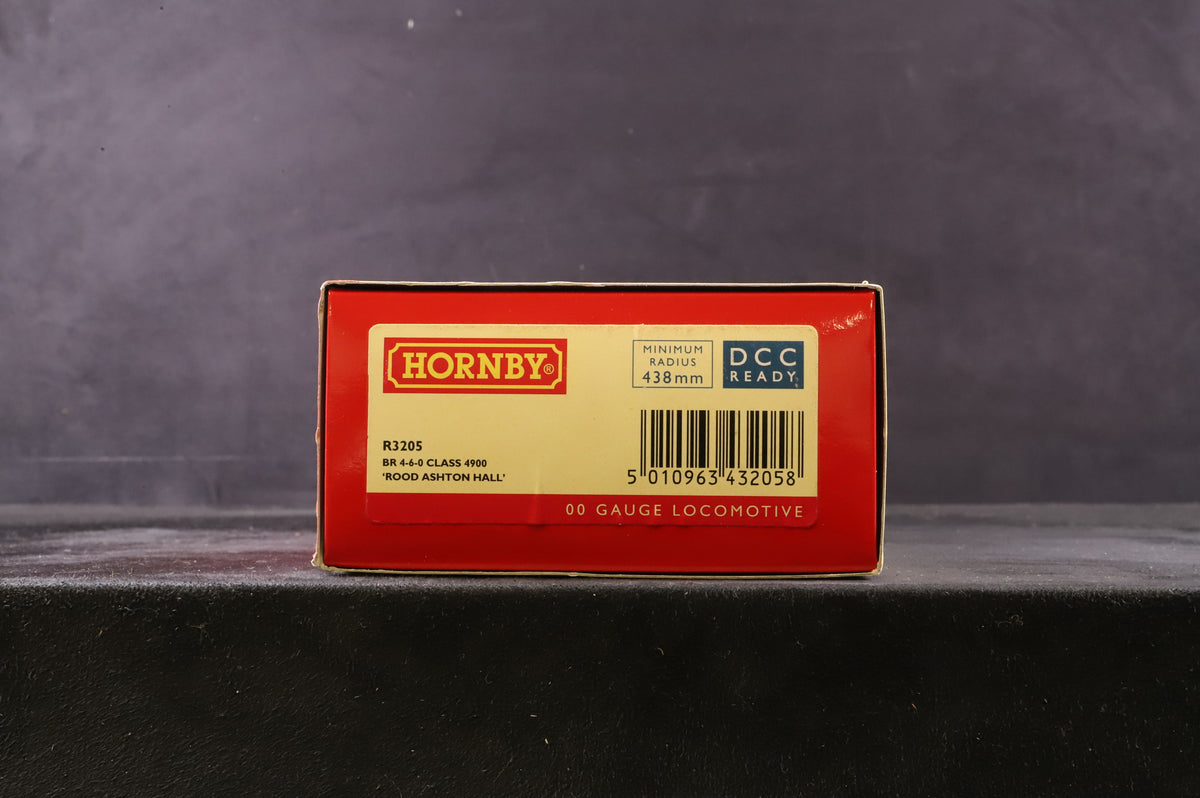 HORNBY®
MINIMUM
RADIUS
438mm
DCC
READY
R3205
BR 4-6-0 CLASS 4900
'ROOD ASHTON HALL'
5 010963 432058
00 GAUGE LOCOMOTIVE